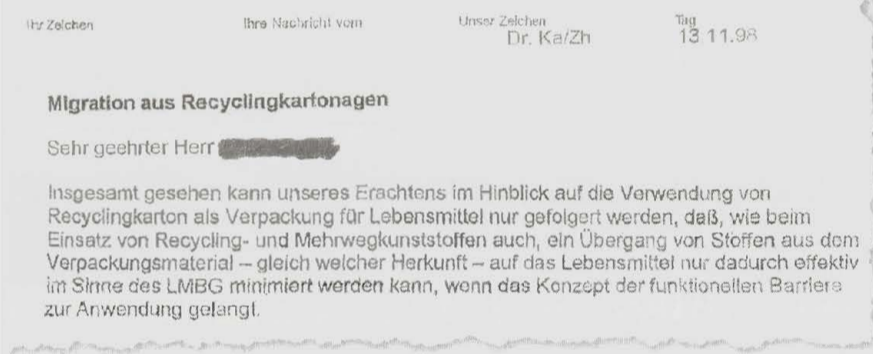 Ihr Zeichen Ihre Nachricht vom Unser Zeichen Tag
Dr. Ka/Zh 13 11.98
Migration aus Recyclingkartonagen
Sehr geehrter Herr
Insgesamt gesehen kann unseres Erachtens im Hinblick auf die Verwendung von
Recyclingkarton als Verpackung für Lebensmittel nur gefolgert werden, daß, wie beim
Einsatz von Recycling- und Mehrwegkunststoffen auch, ein Übergang von Stoffen aus dem
Verpackungsmaterial – gleich welcher Herkunft – auf das Lebensmittel nur dadurch effektiv
im Sinne des LMBG minimiert werden kann, wenn das Konzept der funktionellen Barriere
zur Anwendung gelangt.